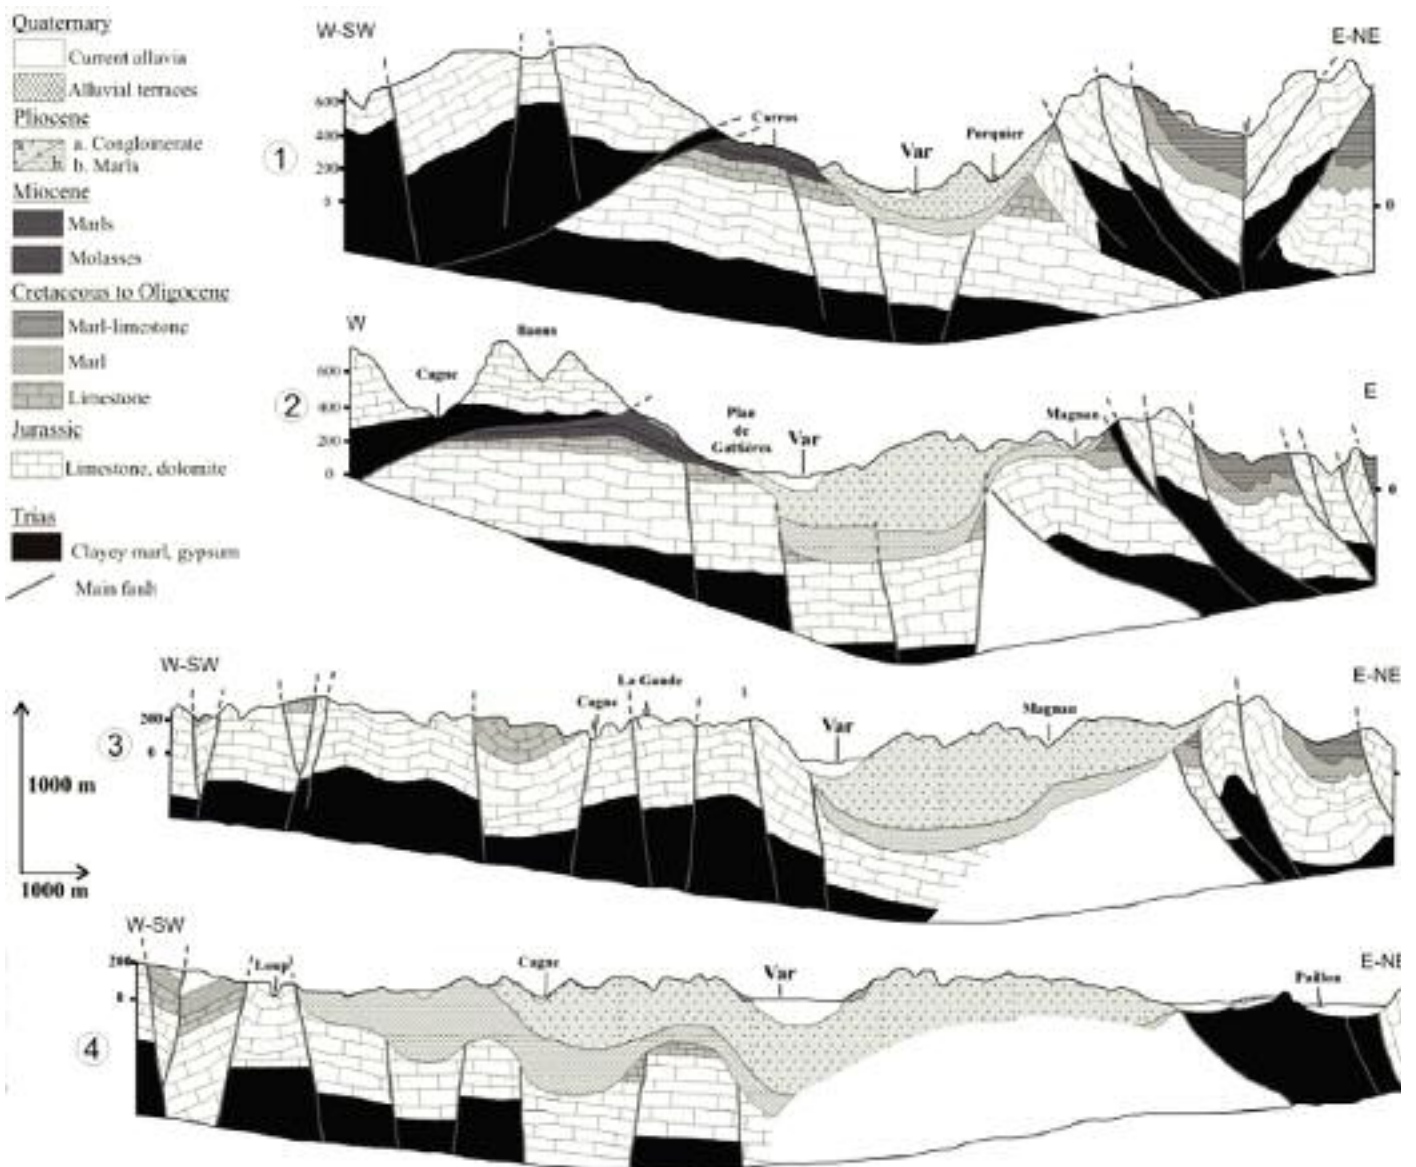 Quaternary
Current alluvia
Alluvial terraces
Pliocene
a. Conglomerate
b. Marls
Miocene
Marls
Molasses
Cretaceous to Oligocene
Marl-limestone
Marl
Limestone
Jurassic
Limestone, dolomite
Trias
Clayey marl, gypsum
Main fault
1000 m
1000 m
W-SW
E-NE
600
400
200
0
0
1
Carros
Var
Porquier
W
E
600
400
200
0
0
2
Cagne
Baous
Plan
de
Gattières
Var
Magnan
W-SW
E-NE
200
0
3
Cagne
La Gaude
Var
Magnan
W-SW
E-NE
200
0
4
Loup
Cagne
Var
Paillon